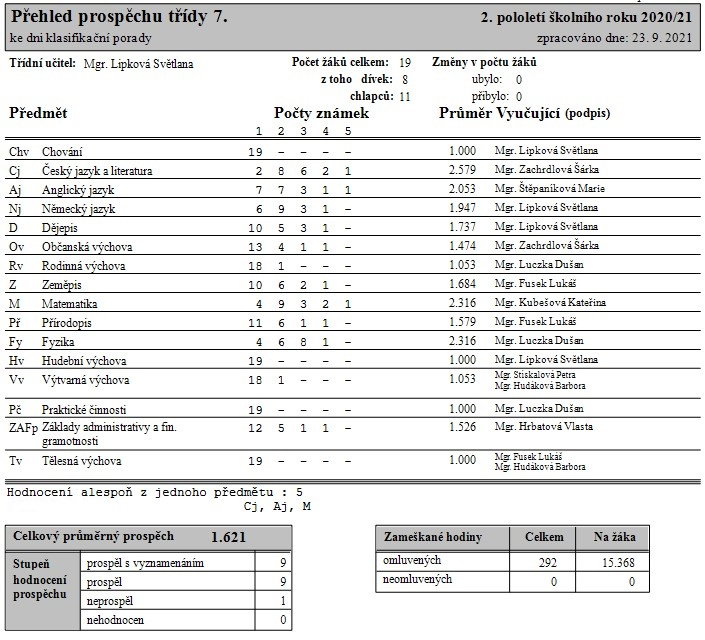 Přehled prospěchu třídy 7. 2. pololetí školního roku 2020/21
ke dni klasifikační porady zpracováno dne: 23. 9. 2021
Třídní učitel: Mgr. Lipková Světlana Počet žáků celkem: 19 Změny v počtu žáků
z toho dívek: 8 ubylo: 0
chlapců: 11 přibylo: 0
Předmět Počty známek Průměr Vyučující (podpis)
1 2 3 4 5
Chv Chování 19 – – – – 1.000 Mgr. Lipková Světlana
Cj Český jazyk a literatura 2 8 6 2 1 2.579 Mgr. Zachrdlová Šárka
Aj Anglický jazyk 7 7 3 1 1 2.053 Mgr. Štěpaníková Marie
Nj Německý jazyk 6 9 3 1 – 1.947 Mgr. Lipková Světlana
D Dějepis 10 5 3 1 – 1.737 Mgr. Lipková Světlana
Ov Občanská výchova 13 4 1 1 – 1.474 Mgr. Zachrdlová Šárka
Rv Rodinná výchova 18 1 – – – 1.053 Mgr. Luczka Dušan
Z Zeměpis 10 6 2 1 – 1.684 Mgr. Fusek Lukáš
M Matematika 4 9 3 2 1 2.316 Mgr. Kubešová Kateřina
Př Přírodopis 11 6 1 1 – 1.579 Mgr. Fusek Lukáš
Fy Fyzika 4 6 8 1 – 2.316 Mgr. Luczka Dušan
Hv Hudební výchova 19 – – – – 1.000 Mgr. Lipková Světlana
Vv Výtvarná výchova 18 1 – – – 1.053 Mgr. Stiskalová Petra
Mgr. Hudáková Barbora
Pč Praktické činnosti 19 – – – – 1.000 Mgr. Luczka Dušan
ZAFp Základy administrativy a fin. 12 5 1 1 – 1.526 Mgr. Hrbatová Vlasta
gramotnosti
Tv Tělesná výchova 19 – – – – 1.000 Mgr. Fusek Lukáš
Mgr. Hudáková Barbora
Hodnocení alespoň z jednoho předmětu : 5
Cj, Aj, M
Celkový průměrný prospěch 1.621
Stupeň hodnocení prospěchu
prospěl s vyznamenáním 9
prospěl 9
neprospěl 1
nehodnocen 0
Zameškané hodiny Celkem Na žáka
omluvených 292 15.368
neomluvených 0 0